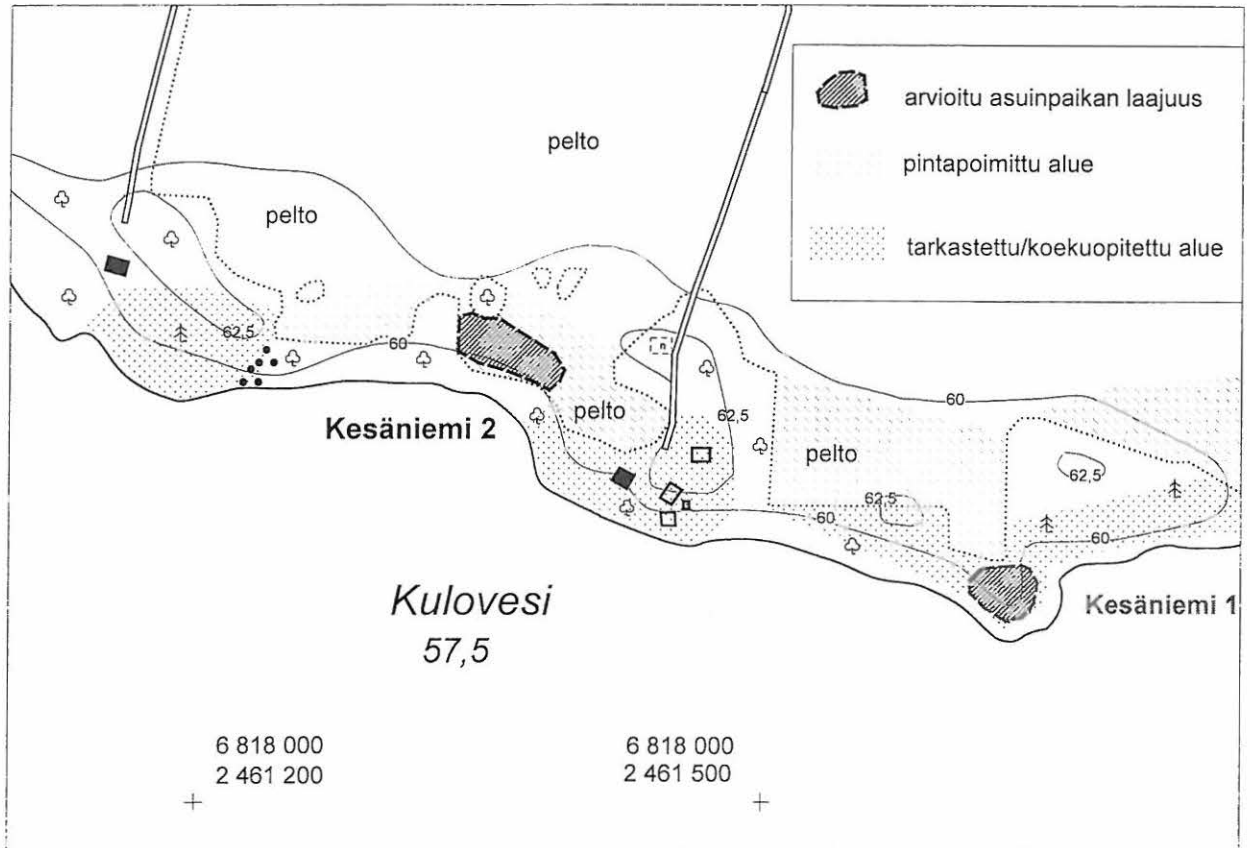 arvioitu asuinpaikan laajuus
pintapoimittu alue
tarkastettu/koekuopitettu alue
pelto
pelto
62,5
60
Kesäniemi 2
pelto
62,5
pelto
60
62,5
62,5
60
60
Kesäniemi 1
Kulovesi
57,5
6 818 000
2 461 200
6 818 000
2 461 500